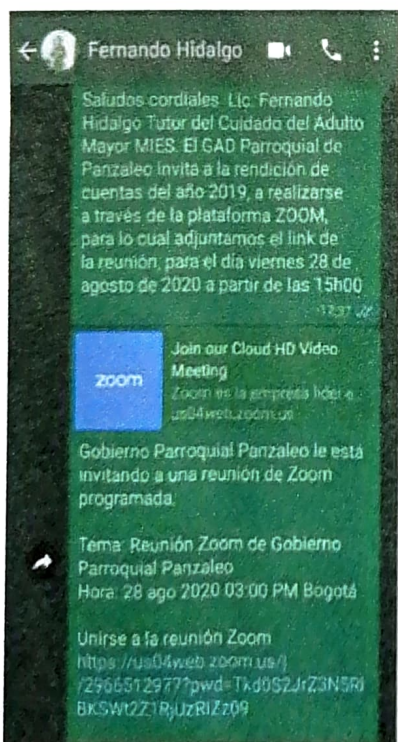 Fernando Hidalgo
Saludos cordiales. Lic. Fernando
Hidalgo Tutor del Cuidado del Adulto
Mayor MIES. El GAD Parroquial de
Panzaleo invita a la rendición de
cuentas del año 2019, a realizarse
a través de la plataforma ZOOM,
para lo cual adjuntamos el link de
la reunión, para el día viernes 28 de
agosto de 2020 a partir de las 15h00
12:37
zoom
Join our Cloud HD Video
Meeting
Zoom es la empresa líder e
us04web.zoom.us
Gobierno Parroquial Panzaleo le está
invitando a una reunión de Zoom
programada.
Tema: Reunión Zoom de Gobierno
Parroquial Panzaleo
Hora: 28 ago 2020 03:00 PM Bogotá
Unirse a la reunión Zoom
https://us04web.zoom.us/j